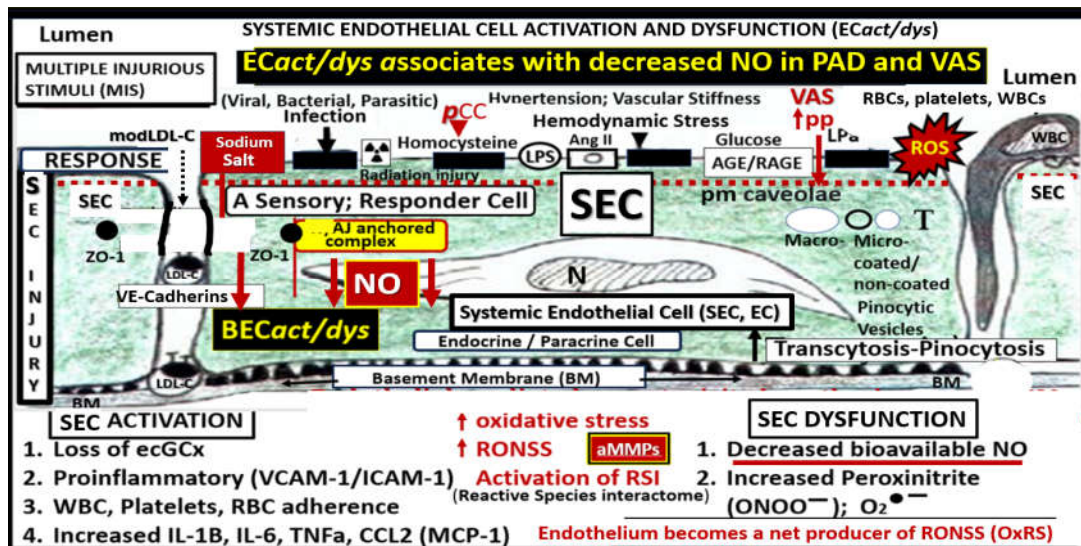 SYSTEMIC ENDOTHELIAL CELL ACTIVATION AND DYSFUNCTION (ECact/dys)
Lumen
ECact/dys associates with decreased NO in PAD and VAS
Lumen
MULTIPLE INJURIOUS
STIMULI (MIS)
(Viral, Bacterial, Parasitic)
Infection
pCC
Homocysteine
Hypertension; Vascular Stiffness
Hemodynamic Stress
VAS
↑pp
RBCs, platelets, WBCs
modLDL-C
Sodium
Salt
Radiation injury
LPS
Ang II
Glucose
AGE/RAGE
LPa
ROS
WBC
RESPONSE
SEC INJURY
SEC
A Sensory; Responder Cell
SEC
pm caveolae
SEC
ZO-1
ZO-1
, AJ anchored
complex
Macro-
Micro-
coated/
non-coated
Pinocytic
Vesicles
T
LDL-C
VE-Cadherins
NO
N
BECact/dys
Systemic Endothelial Cell (SEC, EC)
Endocrine / Paracrine Cell
Transcytosis-Pinocytosis
LDL-C
Basement Membrane (BM)
BM
BM
SEC ACTIVATION
1. Loss of ecGCx
2. Proinflammatory (VCAM-1/ICAM-1)
3. WBC, Platelets, RBC adherence
4. Increased IL-1B, IL-6, TNFa, CCL2 (MCP-1)
↑ oxidative stress
↑ RONSS
aMMPs
Activation of RSI
(Reactive Species interactome)
SEC DYSFUNCTION
1. Decreased bioavailable NO
2. Increased Peroxinitrite
(ONOO⁻); O₂●⁻
Endothelium becomes a net producer of RONSS (OxRS)